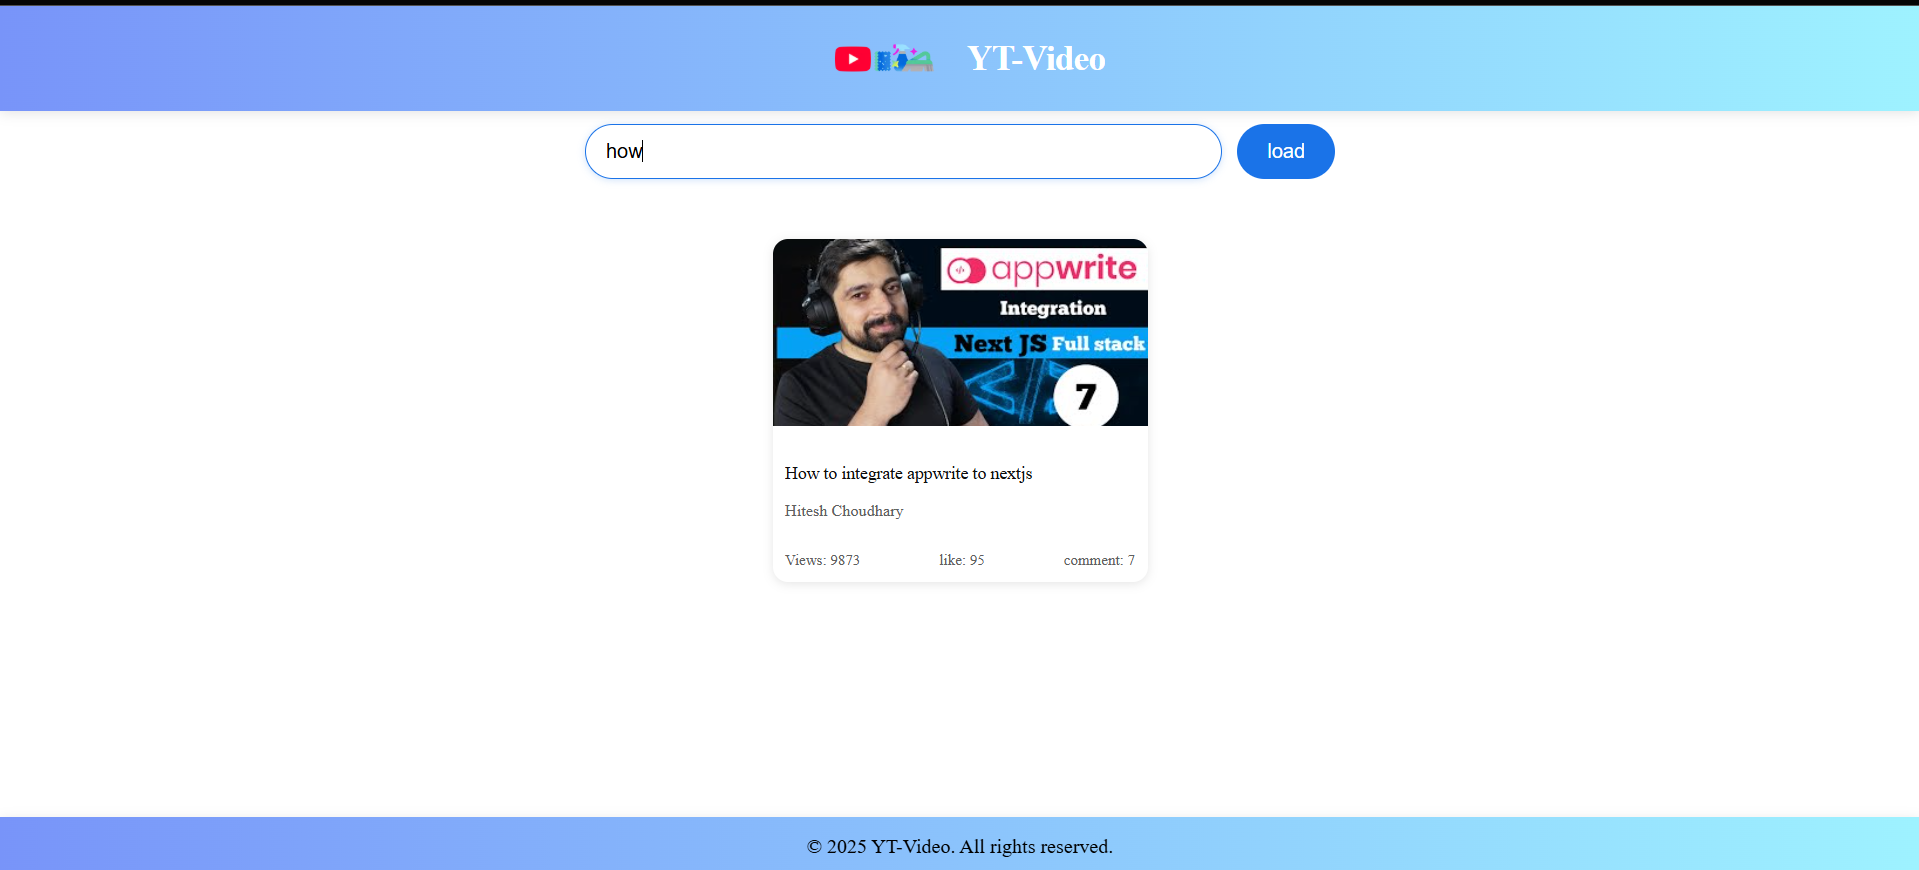 YT-Video
how
load
appwrite
Integration
Next JS Full stack
7
How to integrate appwrite to nextjs
Hitesh Choudhary
Views: 9873 like: 95 comment: 7
© 2025 YT-Video. All rights reserved.